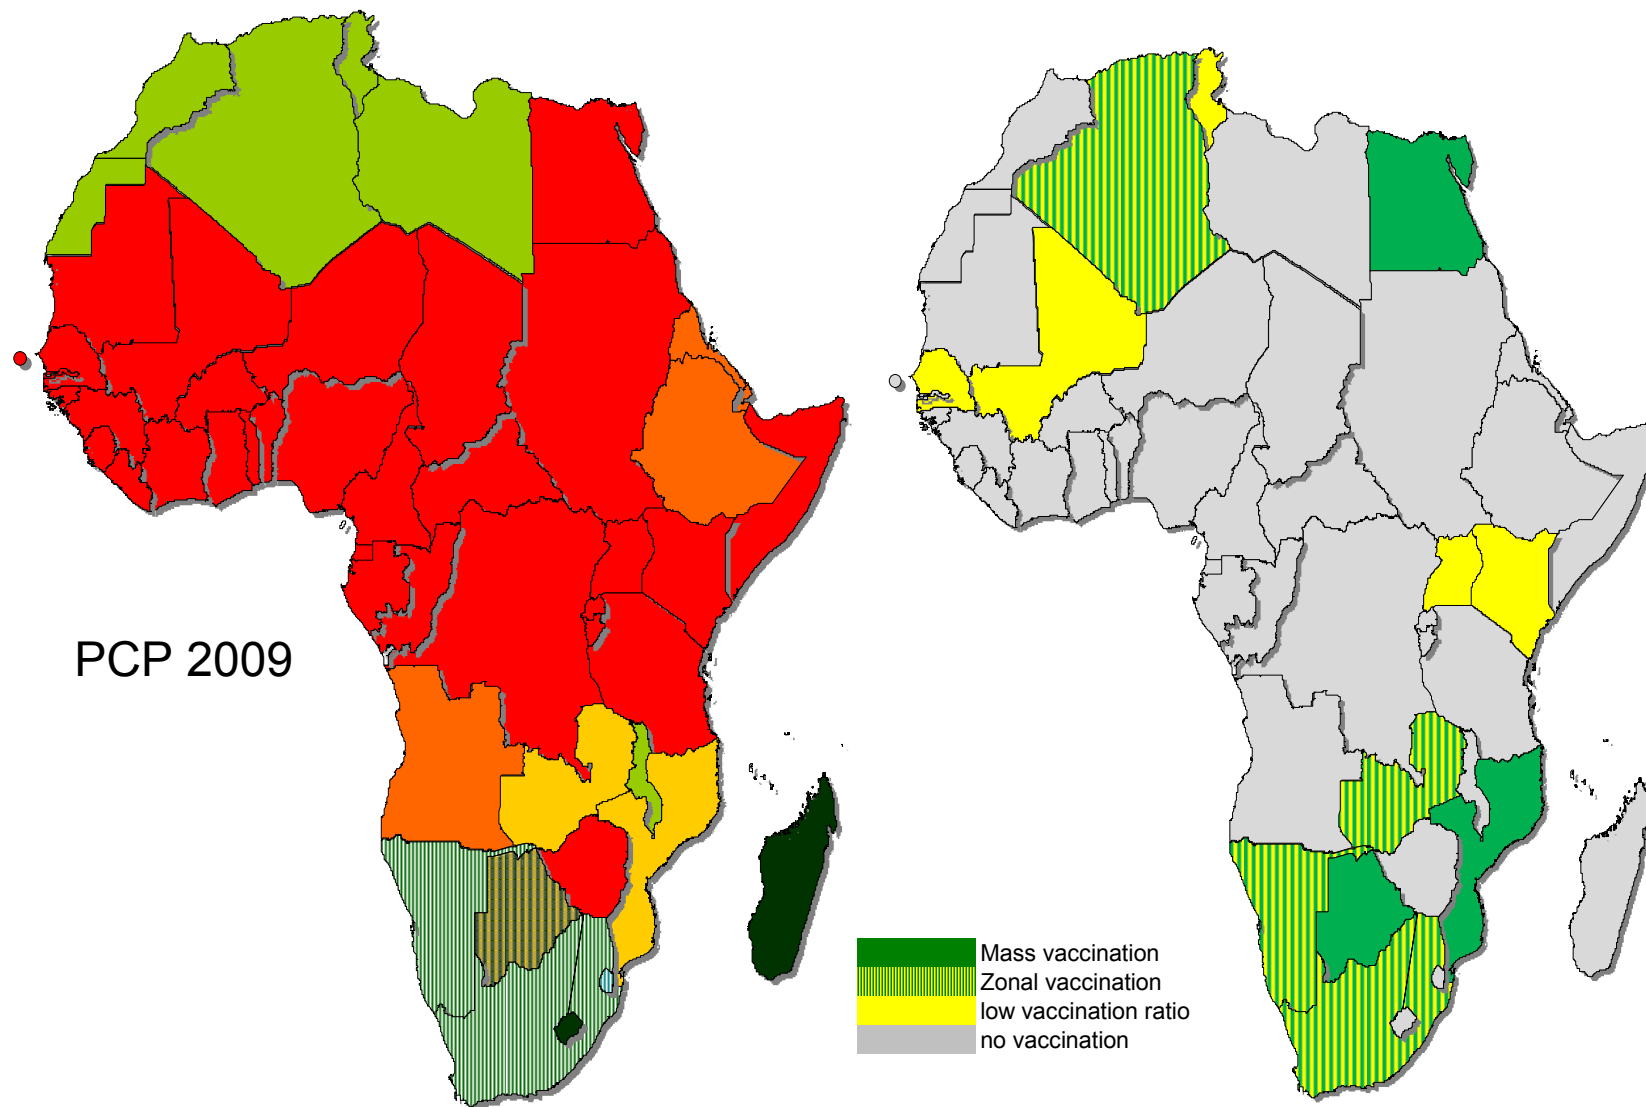 PCP 2009
Mass vaccination
Zonal vaccination
low vaccination ratio
no vaccination